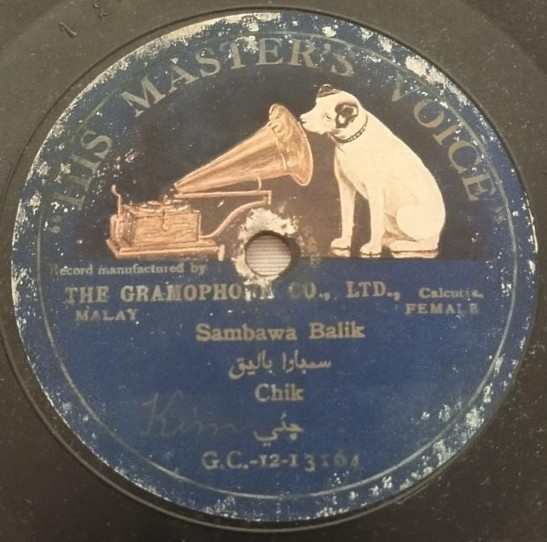 "HIS MASTER'S VOICE"
Record manufactured by
THE GRAMOPHONE CO., LTD., Calcutta.
MALAY FEMALE
Sambawa Balik
سمبارا باليق
Chik
Kim
G.C.-12-13164